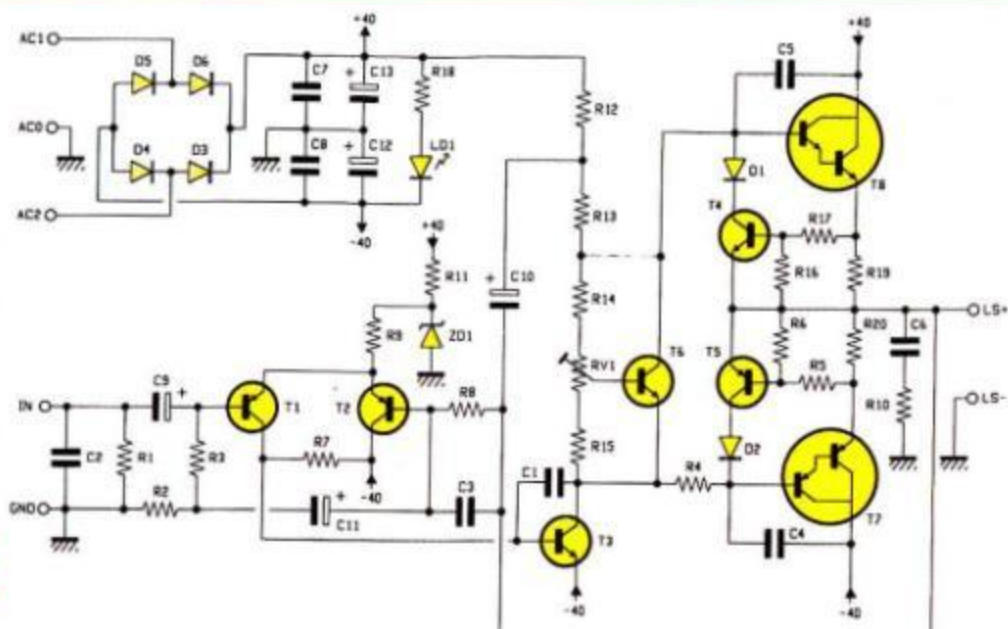 AC1
D5
D6
AC0
D4
D3
AC2
+40
C7
+
C13
R18
C8
+
C12
LD1
-40
+40
R11
R9
ZD1
C10
+
R12
R13
R14
RV1
R15
T6
C5
+40
T8
D1
T4
R17
R16
R19
R6
R20
C6
LS+
T5
R5
R10
LS-
D2
R4
T7
C4
-40
IN
C9
+
T1
T2
R8
C2
R1
R3
R7
-40
R2
GND
C11
+
C3
C1
T3
-40